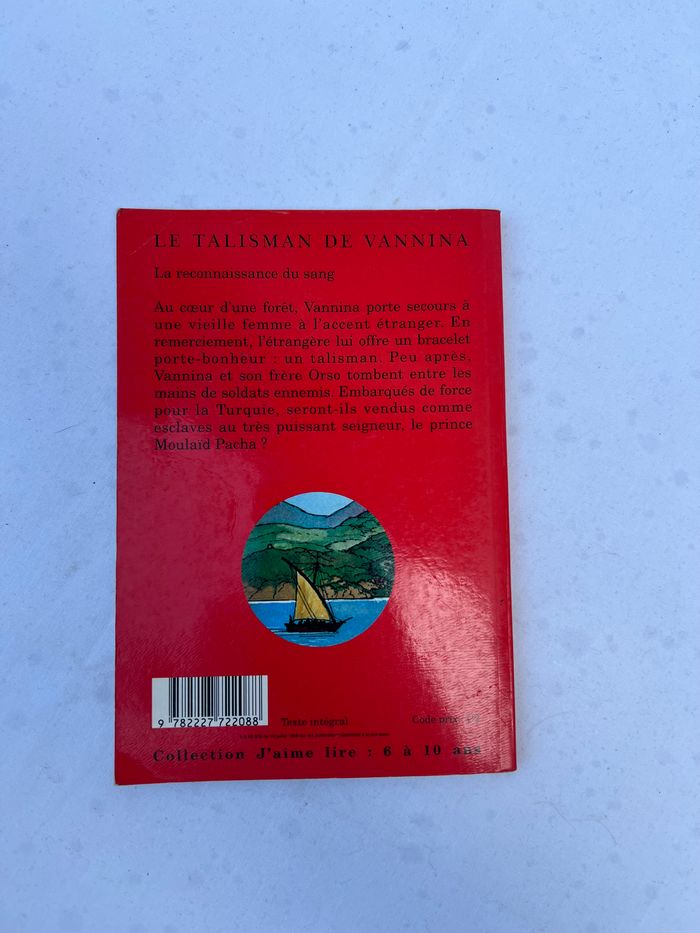 LE TALISMAN DE VANNINA
La reconnaissance du sang
Au cœur d'une forêt, Vannina porte secours à
une vieille femme à l'accent étranger. En
remerciement, l'étrangère lui offre un bracelet
porte-bonheur : un talisman. Peu après,
Vannina et son frère Orso tombent entre les
mains de soldats ennemis. Embarqués de force
pour la Turquie, seront-ils vendus comme
esclaves au très puissant seigneur, le prince
Moulaïd Pacha ?
9 782227 722088
Texte intégral
Code prix
Collection J'aime lire : 6 à 10 ans